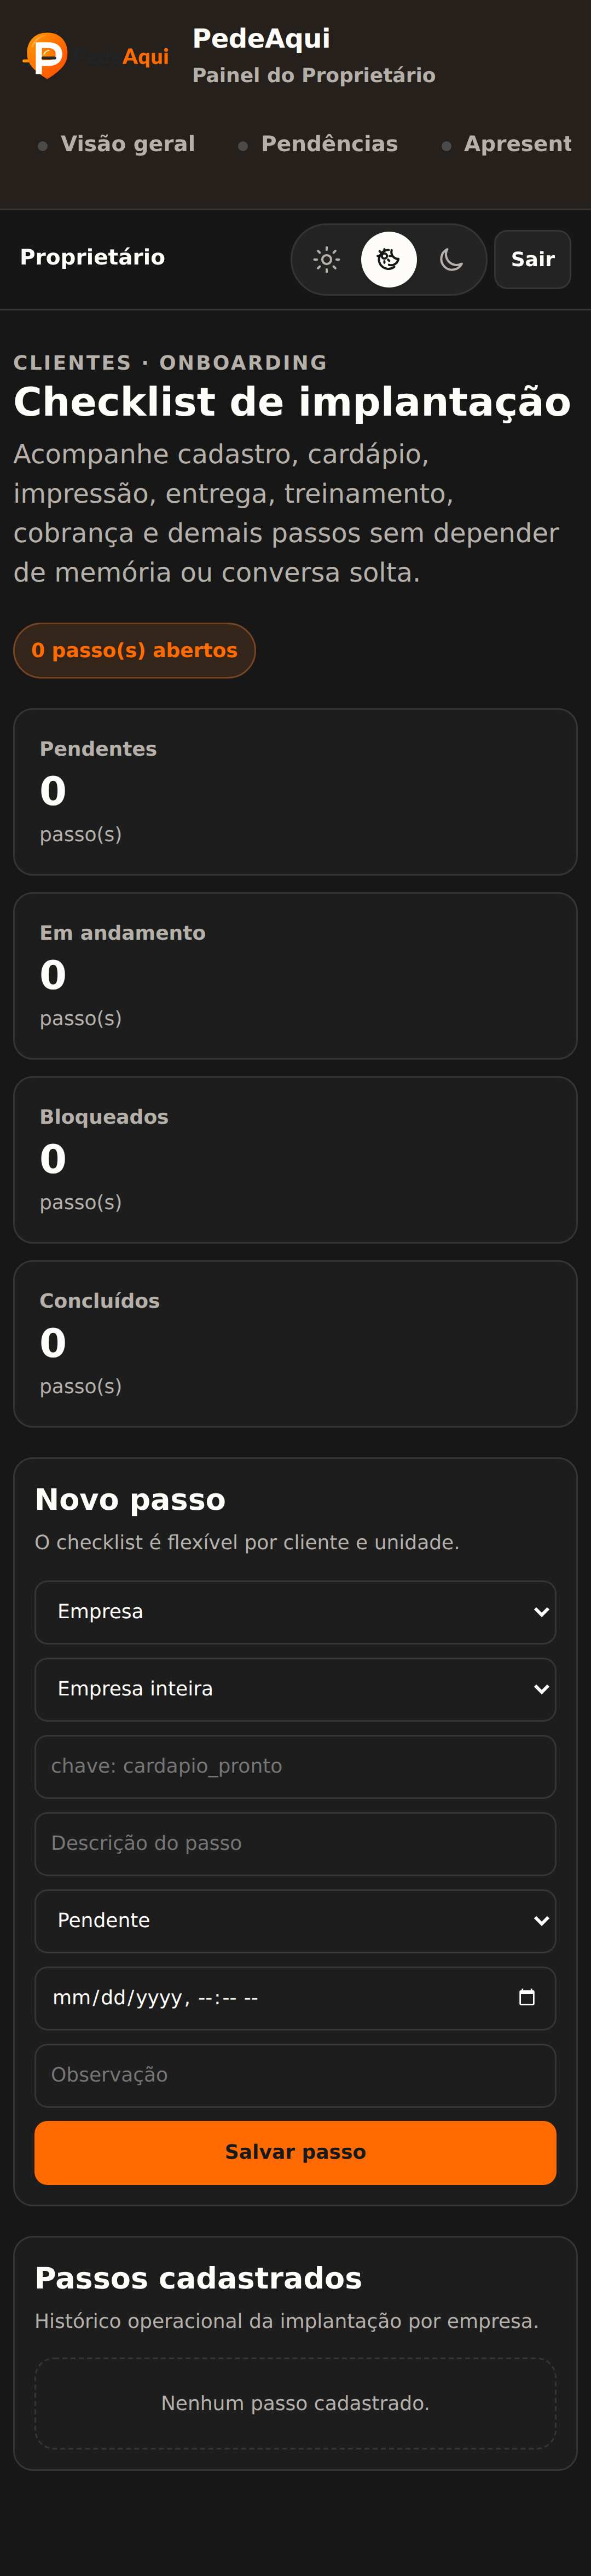 P Aqui
PedeAqui
Painel do Proprietário
Visão geral
Pendências
Apresent
Proprietário
Sair
CLIENTES · ONBOARDING
Checklist de implantação
Acompanhe cadastro, cardápio,
impressão, entrega, treinamento,
cobrança e demais passos sem depender
de memória ou conversa solta.
0 passo(s) abertos
Pendentes
0
passo(s)
Em andamento
0
passo(s)
Bloqueados
0
passo(s)
Concluídos
0
passo(s)
Novo passo
O checklist é flexível por cliente e unidade.
Empresa
Empresa inteira
chave: cardapio_pronto
Descrição do passo
Pendente
mm/dd/yyyy, --:-- --
Observação
Salvar passo
Passos cadastrados
Histórico operacional da implantação por empresa.
Nenhum passo cadastrado.